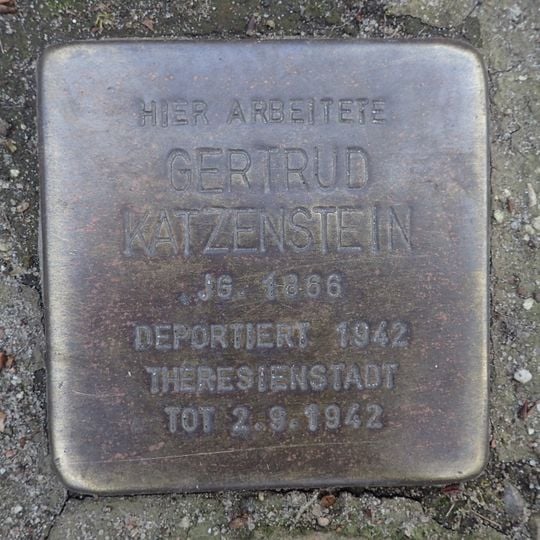 HIER ARBEITETE
GERTRUD
KATZENSTEIN
JG. 1866
DEPORTIERT 1942
THERESIENSTADT
TOT 2.9.1942